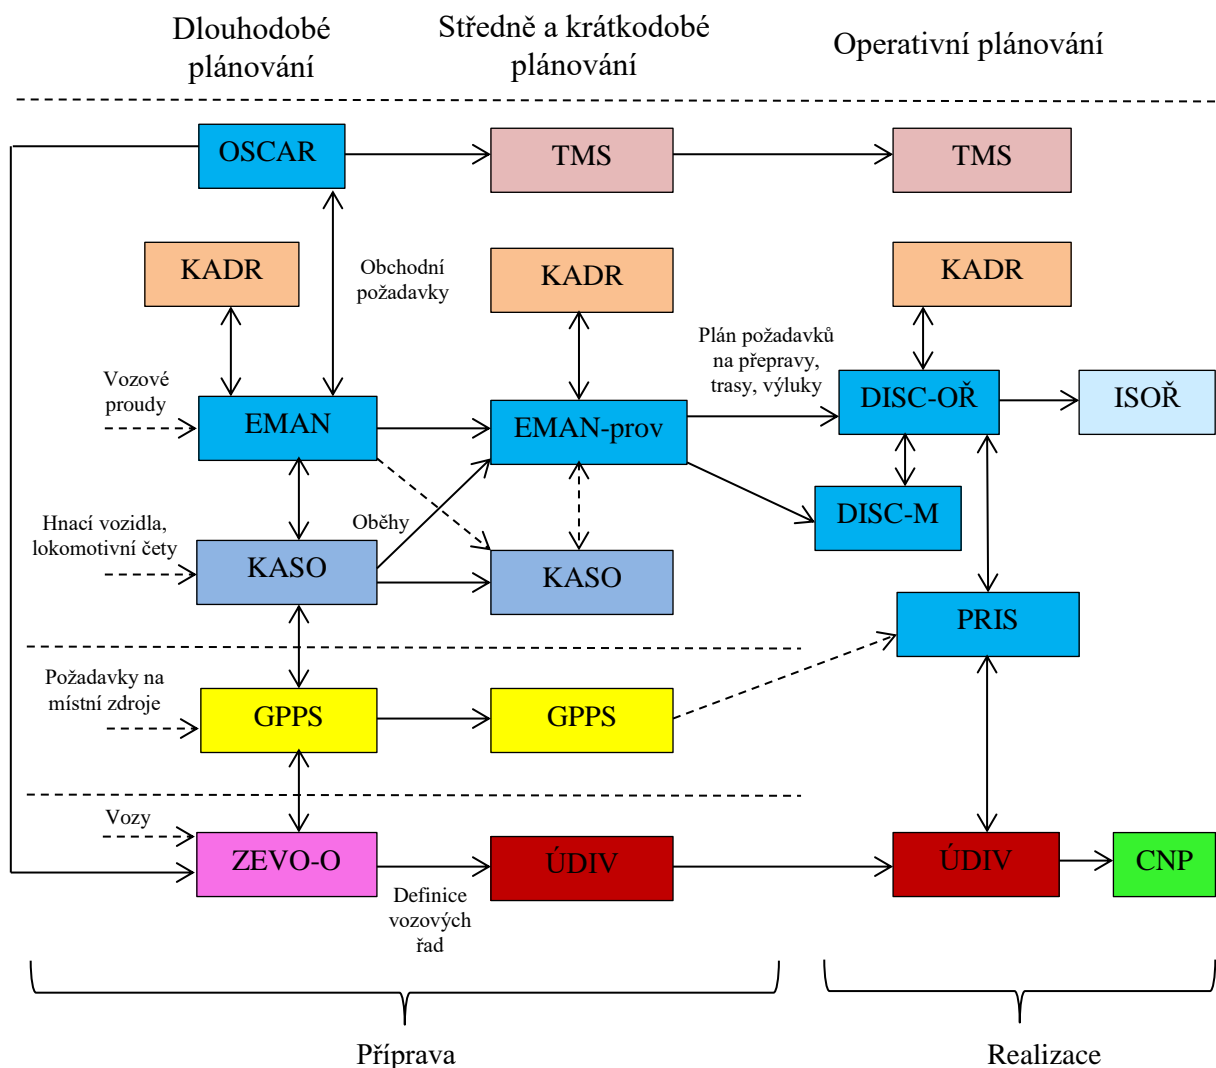 Dlouhodobé
plánování
Středně a krátkodobé
plánování
Operativní plánování
OSCAR
TMS
TMS
KADR
Obchodní
požadavky
KADR
KADR
Vozové
proudy
EMAN
EMAN-prov
Plán požadavků
na přepravy,
trasy, výluky
DISC-OŘ
ISOŘ
Hnací vozidla,
lokomotivní čety
KASO
Oběhy
KASO
DISC-M
PRIS
Požadavky na
místní zdroje
GPPS
GPPS
Vozy
ZEVO-O
Definice
vozových
řad
ÚDIV
ÚDIV
CNP
Příprava
Realizace